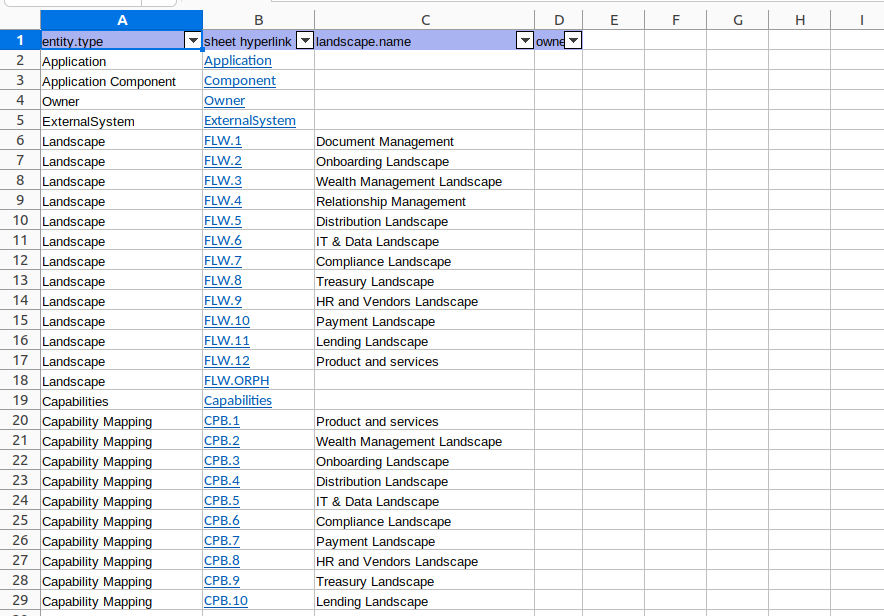 A B C D E F G H I
1 entity.type sheet hyperlink landscape.name owne
2 Application Application
3 Application Component Component
4 Owner Owner
5 ExternalSystem ExternalSystem
6 Landscape FLW.1 Document Management
7 Landscape FLW.2 Onboarding Landscape
8 Landscape FLW.3 Wealth Management Landscape
9 Landscape FLW.4 Relationship Management
10 Landscape FLW.5 Distribution Landscape
11 Landscape FLW.6 IT & Data Landscape
12 Landscape FLW.7 Compliance Landscape
13 Landscape FLW.8 Treasury Landscape
14 Landscape FLW.9 HR and Vendors Landscape
15 Landscape FLW.10 Payment Landscape
16 Landscape FLW.11 Lending Landscape
17 Landscape FLW.12 Product and services
18 Landscape FLW.ORPH
19 Capabilities Capabilities
20 Capability Mapping CPB.1 Product and services
21 Capability Mapping CPB.2 Wealth Management Landscape
22 Capability Mapping CPB.3 Onboarding Landscape
23 Capability Mapping CPB.4 Distribution Landscape
24 Capability Mapping CPB.5 IT & Data Landscape
25 Capability Mapping CPB.6 Compliance Landscape
26 Capability Mapping CPB.7 Payment Landscape
27 Capability Mapping CPB.8 HR and Vendors Landscape
28 Capability Mapping CPB.9 Treasury Landscape
29 Capability Mapping CPB.10 Lending Landscape